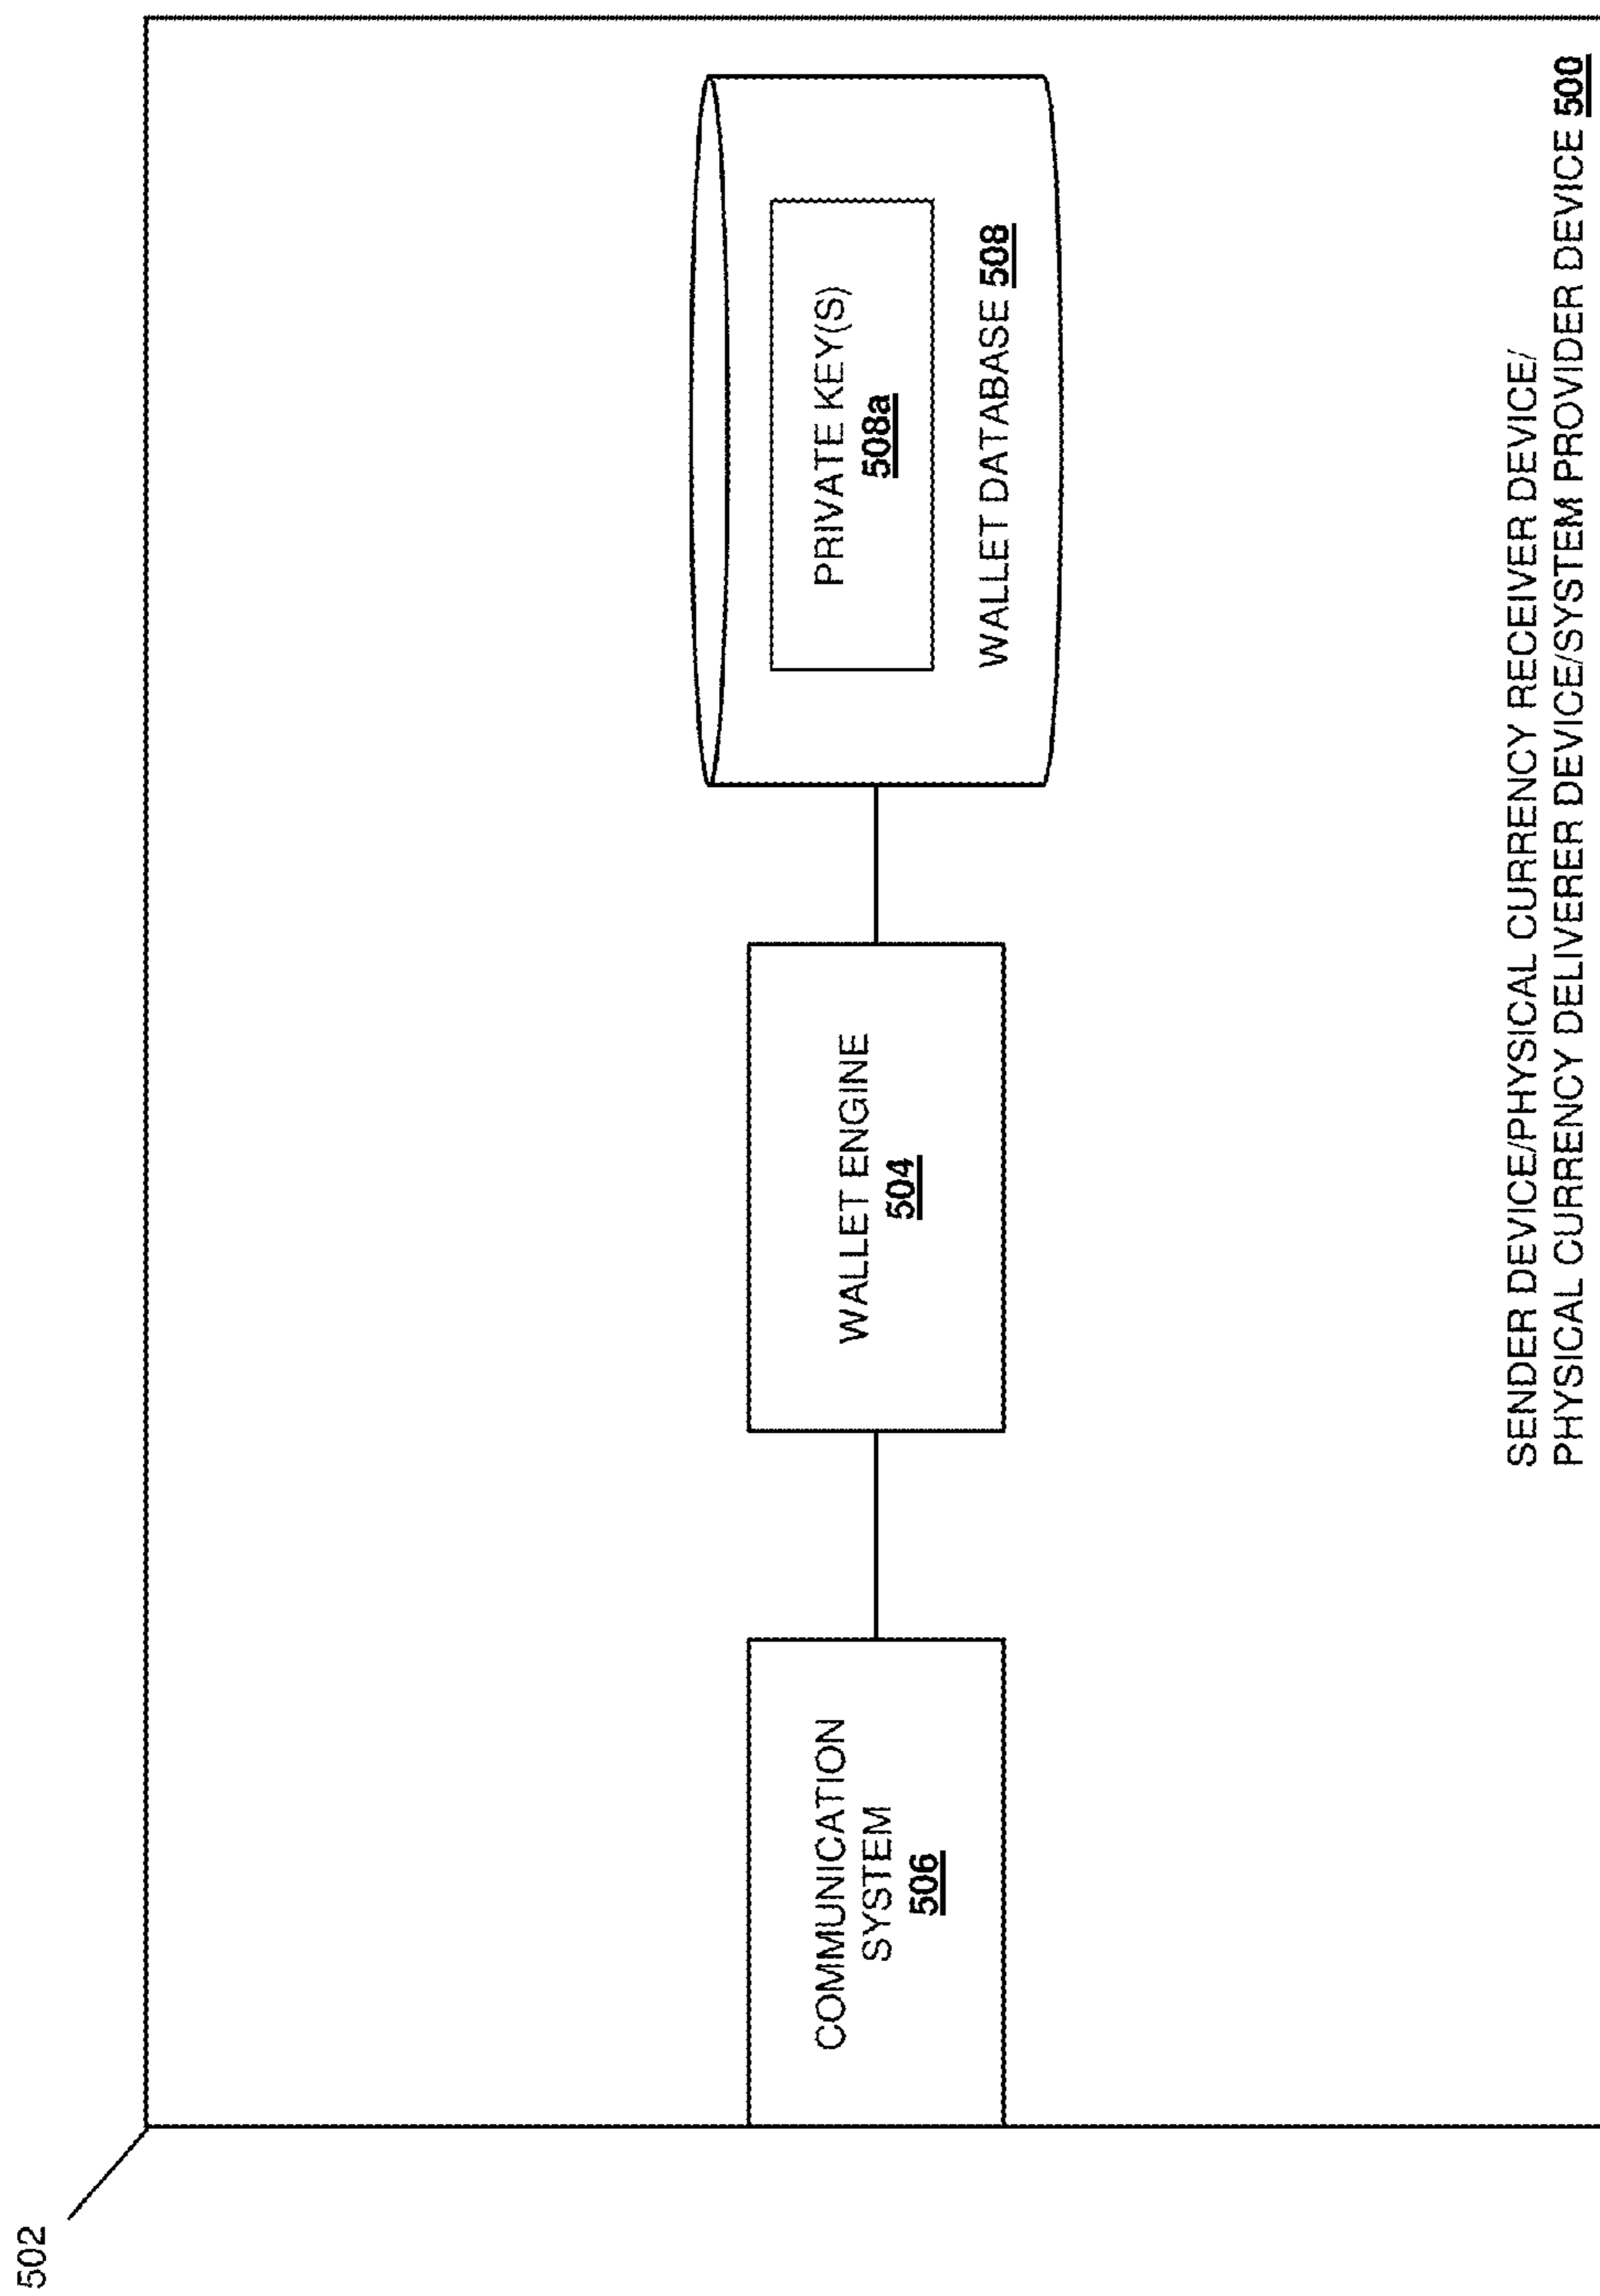 502
COMMUNICATION
SYSTEM
506
WALLET ENGINE
504
PRIVATE KEY(S)
508a
WALLET DATABASE 508
SENDER DEVICE/PHYSICAL CURRENCY RECEIVER DEVICE/
PHYSICAL CURRENCY DELIVERER DEVICE/SYSTEM PROVIDER DEVICE 500